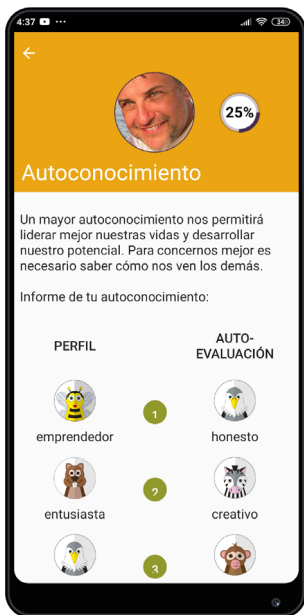 4:37
34
25%
Autoconocimiento
Un mayor autoconocimiento nos permitirá
liderar mejor nuestras vidas y desarrollar
nuestro potencial. Para concernos mejor es
necesario saber cómo nos ven los demás.
Informe de tu autoconocimiento:
PERFIL
AUTO-
EVALUACIÓN
1
emprendedor
honesto
2
entusiasta
creativo
3